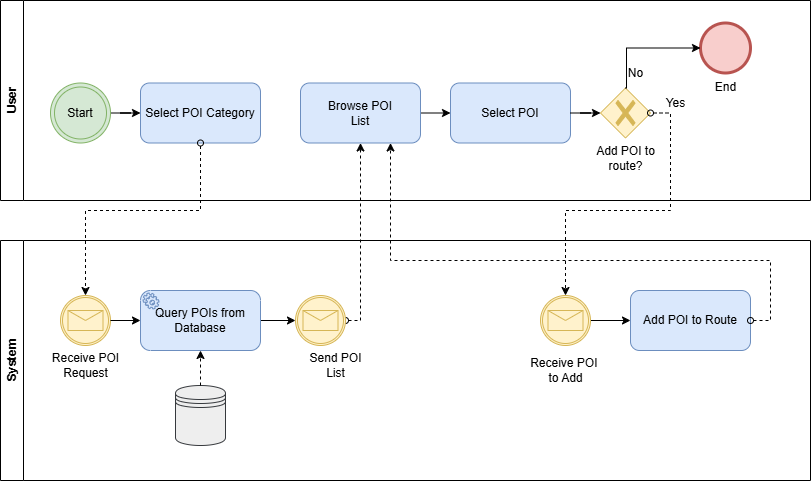 User
Start
Select POI Category
Browse POI
List
Select POI
No
Yes
End
Add POI to
route?
System
Receive POI
Request
Query POIs from
Database
Send POI
List
Receive POI
to Add
Add POI to Route